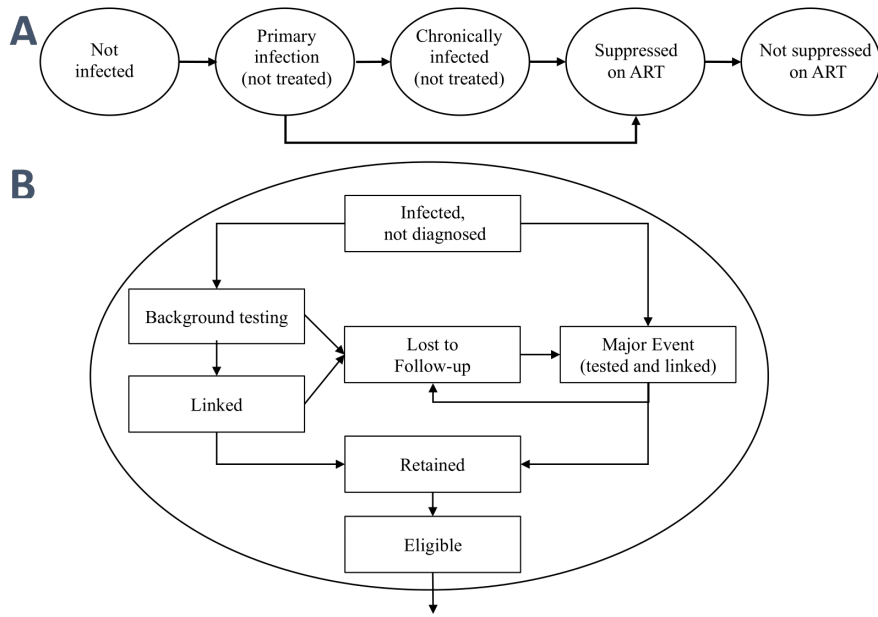 A
Not
infected
Primary
infection
(not treated)
Chronically
infected
(not treated)
Suppressed
on ART
Not suppressed
on ART
B
Infected,
not diagnosed
Background testing
Lost to
Follow-up
Major Event
(tested and linked)
Linked
Retained
Eligible